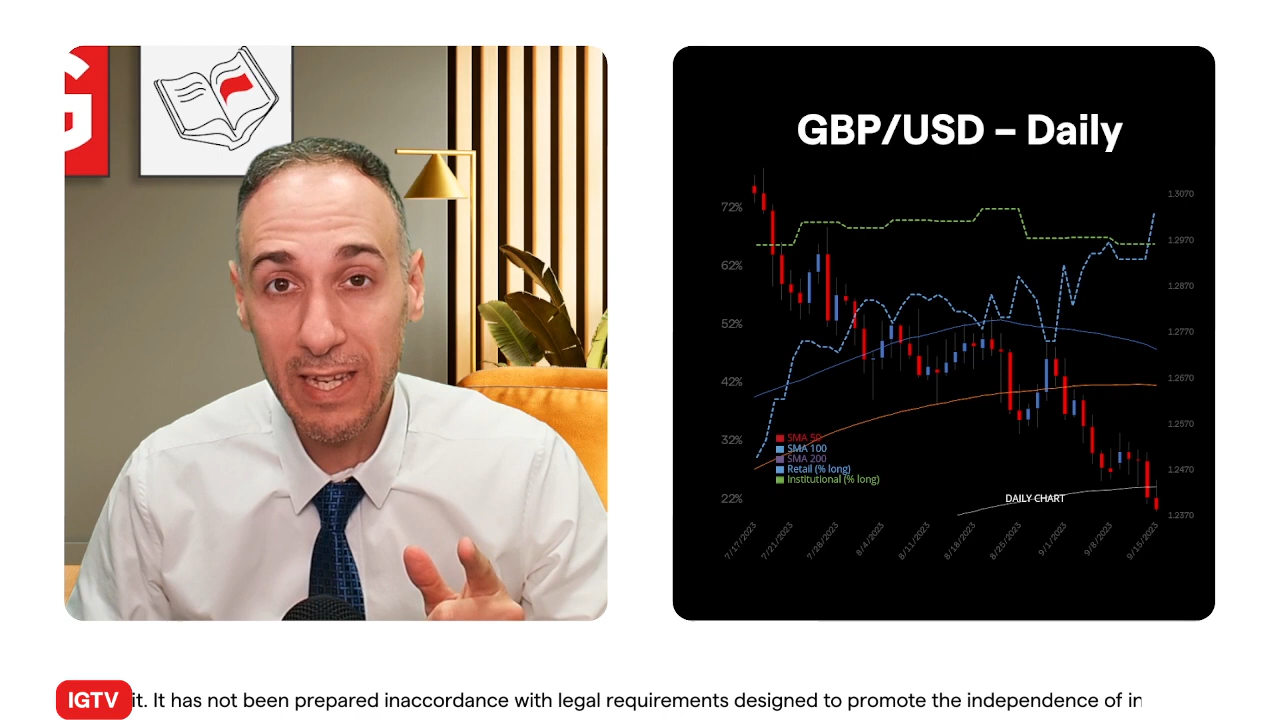 G
GBP/USD – Daily
72%
62%
52%
42%
32%
22%
1.3070
1.2970
1.2870
1.2770
1.2670
1.2570
1.2470
1.2370
SMA 50
SMA 100
SMA 200
Retail (% long)
Institutional (% long)
DAILY CHART
7/17/2023
7/21/2023
7/28/2023
8/4/2023
8/11/2023
8/18/2023
8/25/2023
9/1/2023
9/8/2023
9/15/2023
IGTV it. It has not been prepared inaccordance with legal requirements designed to promote the independence of in